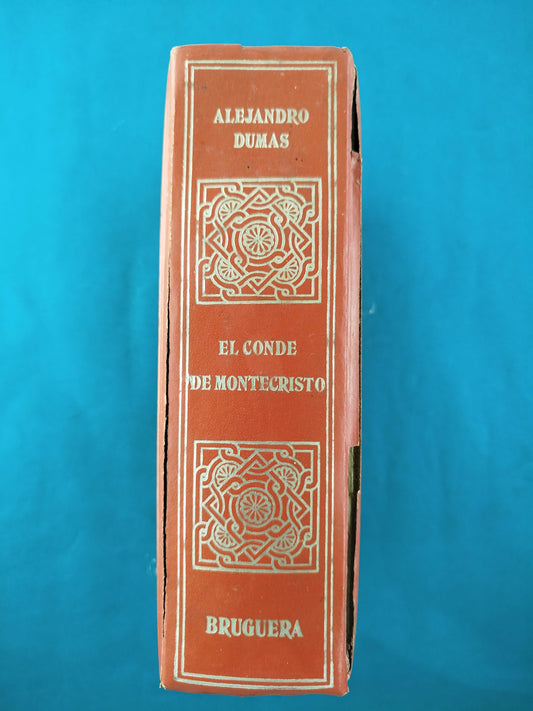 ALEJANDRO
DUMAS
EL CONDE
DE MONTECRISTO
BRUGUERA